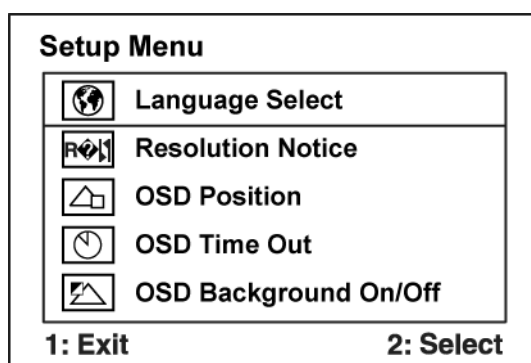 Setup Menu
Language Select
Resolution Notice
OSD Position
OSD Time Out
OSD Background On/Off
1: Exit 2: Select